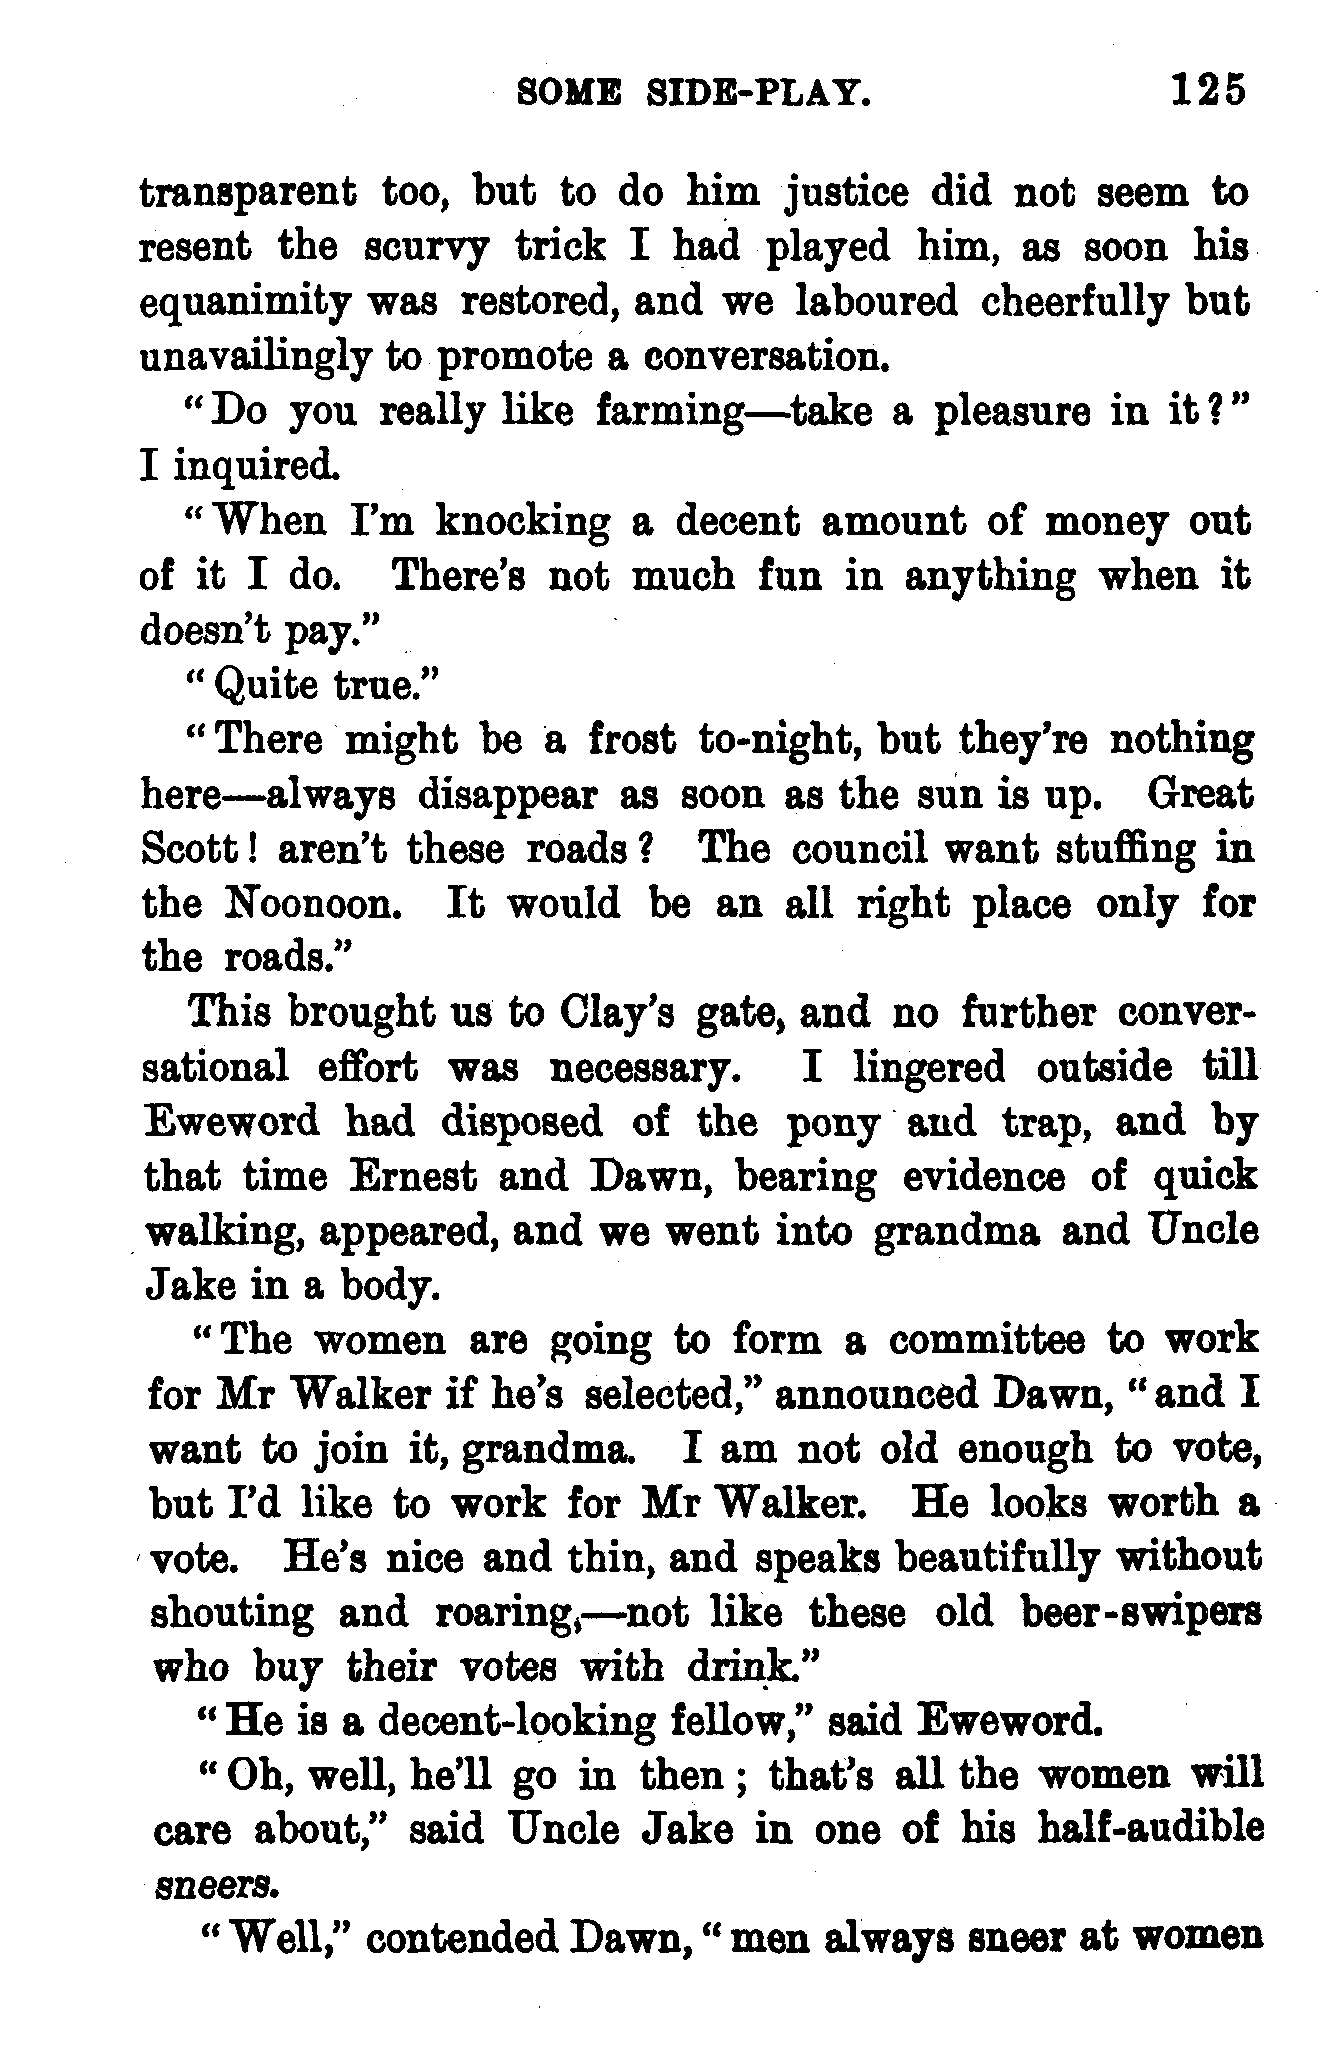 SOME SIDE-PLAY. 125
transparent too, but to do him justice did not seem to
resent the scurvy trick I had played him, as soon his
equanimity was restored, and we laboured cheerfully but
unavailingly to promote a conversation.
"Do you really like farming—take a pleasure in it?"
I inquired.
"When I'm knocking a decent amount of money out
of it I do. There's not much fun in anything when it
doesn't pay."
"Quite true."
"There might be a frost to-night, but they're nothing
here—always disappear as soon as the sun is up. Great
Scott! aren't these roads? The council want stuffing in
the Noonoon. It would be an all right place only for
the roads."
This brought us to Clay's gate, and no further conver-
sational effort was necessary. I lingered outside till
Eweword had disposed of the pony and trap, and by
that time Ernest and Dawn, bearing evidence of quick
walking, appeared, and we went into grandma and Uncle
Jake in a body.
"The women are going to form a committee to work
for Mr Walker if he's selected," announced Dawn, "and I
want to join it, grandma. I am not old enough to vote,
but I'd like to work for Mr Walker. He looks worth a
vote. He's nice and thin, and speaks beautifully without
shouting and roaring,—not like these old beer-swipers
who buy their votes with drink."
"He is a decent-looking fellow," said Eweword.
"Oh, well, he'll go in then; that's all the women will
care about," said Uncle Jake in one of his half-audible
sneers.
"Well," contended Dawn, "men always sneer at women